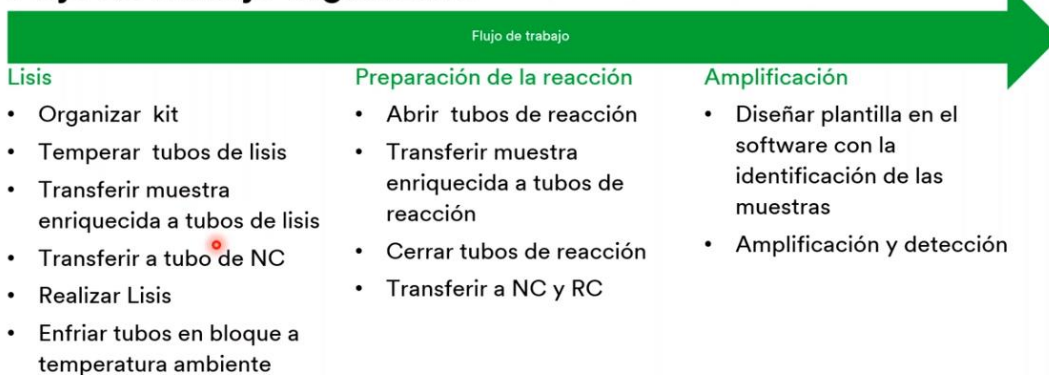 Flujo de trabajo
Lisis
• Organizar kit
• Temperar tubos de lisis
• Transferir muestra
enriquecida a tubos de lisis
• Transferir a tubo de NC
• Realizar Lisis
• Enfriar tubos en bloque a
temperatura ambiente
Preparación de la reacción
• Abrir tubos de reacción
• Transferir muestra
enriquecida a tubos de
reacción
• Cerrar tubos de reacción
• Transferir a NC y RC
Amplificación
• Diseñar plantilla en el
software con la
identificación de las
muestras
• Amplificación y detección